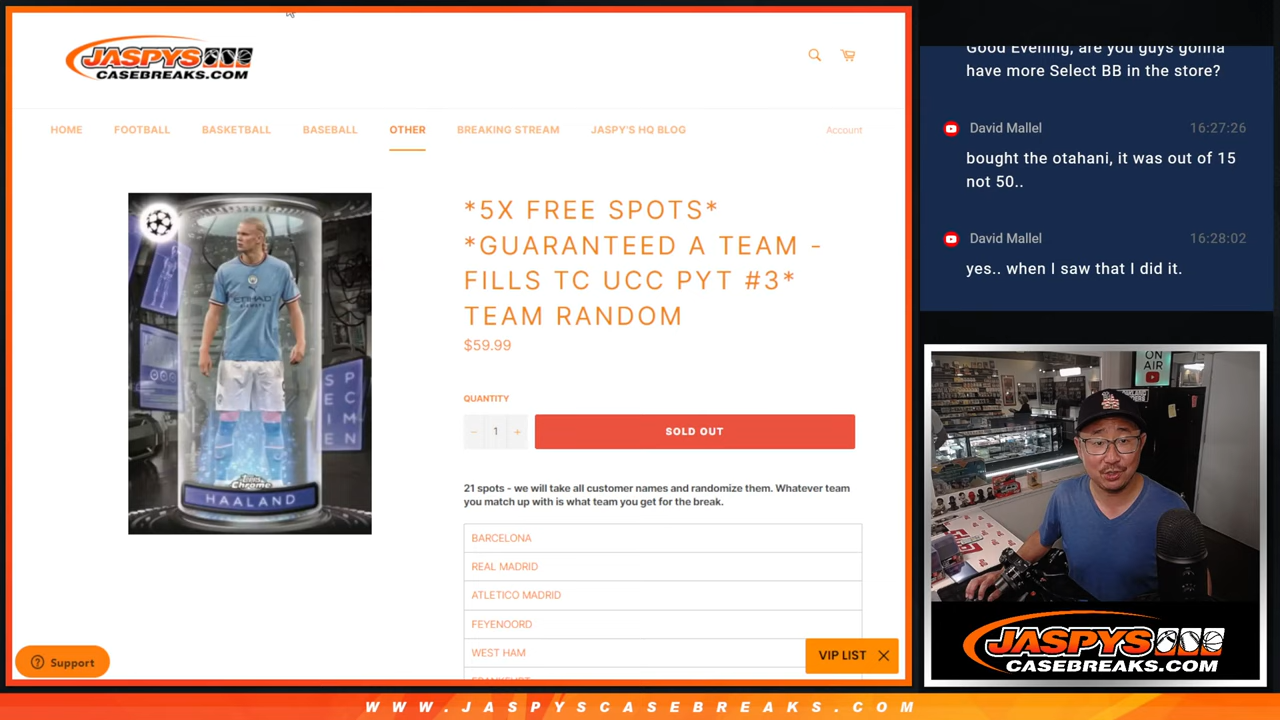 JASPYS
CASEBREAKS.COM
HOME
FOOTBALL
BASKETBALL
BASEBALL
OTHER
BREAKING STREAM
JASPY'S HQ BLOG
Account
SPECIMEN
Topps
Chrome
HAALAND
*5X FREE SPOTS*
*GUARANTEED A TEAM -
FILLS TC UCC PYT #3*
TEAM RANDOM
$59.99
QUANTITY
− 1 +
SOLD OUT
21 spots - we will take all customer names and randomize them. Whatever team
you match up with is what team you get for the break.
BARCELONA
REAL MADRID
ATLETICO MADRID
FEYENOORD
WEST HAM
FRANKFURT
Support
VIP LIST
Good Evening, are you guys gonna
have more Select BB in the store?
David Mallel 16:27:26
bought the otahani, it was out of 15
not 50..
David Mallel 16:28:02
yes.. when I saw that I did it.
ON
AIR
JASPYS
CASEBREAKS.COM
WWW.JASPYSCASEBREAKS.COM